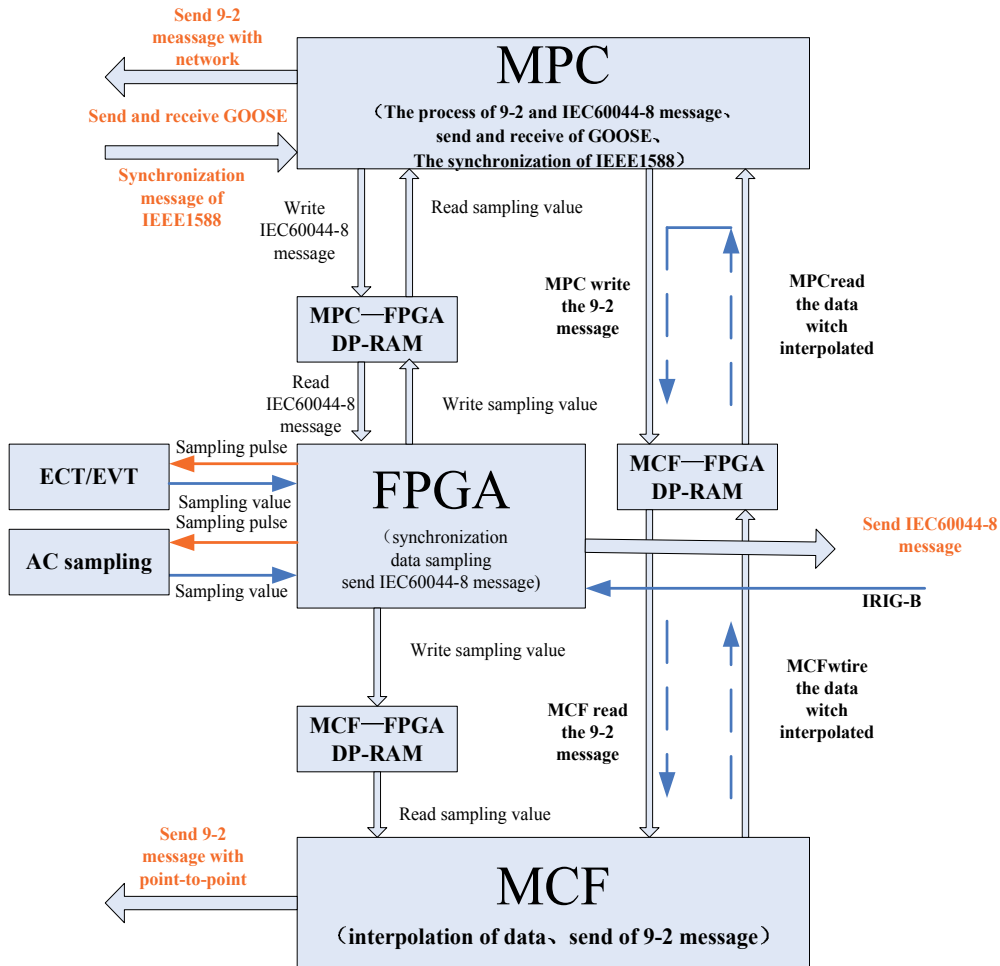 Send 9-2
meassage with
network
MPC
（The process of 9-2 and IEC60044-8 message、
send and receive of GOOSE、
The synchronization of IEEE1588）
Send and receive GOOSE
Synchronization
message of
IEEE1588
Write
IEC60044-8
message
Read sampling value
MPC write
the 9-2
message
MPCread
the data
witch
interpolated
MPC—FPGA
DP-RAM
Read
IEC60044-8
message
Write sampling value
ECT/EVT
Sampling pulse
Sampling value
FPGA
（synchronization
data sampling
send IEC60044-8 message)
MCF—FPGA
DP-RAM
Sampling pulse
AC sampling
Sampling value
Send IEC60044-8
message
IRIG-B
Write sampling value
MCF—FPGA
DP-RAM
MCF read
the 9-2
message
MCFwtire
the data
witch
interpolated
Read sampling value
Send 9-2
message with
point-to-point
MCF
（interpolation of data、send of 9-2 message）